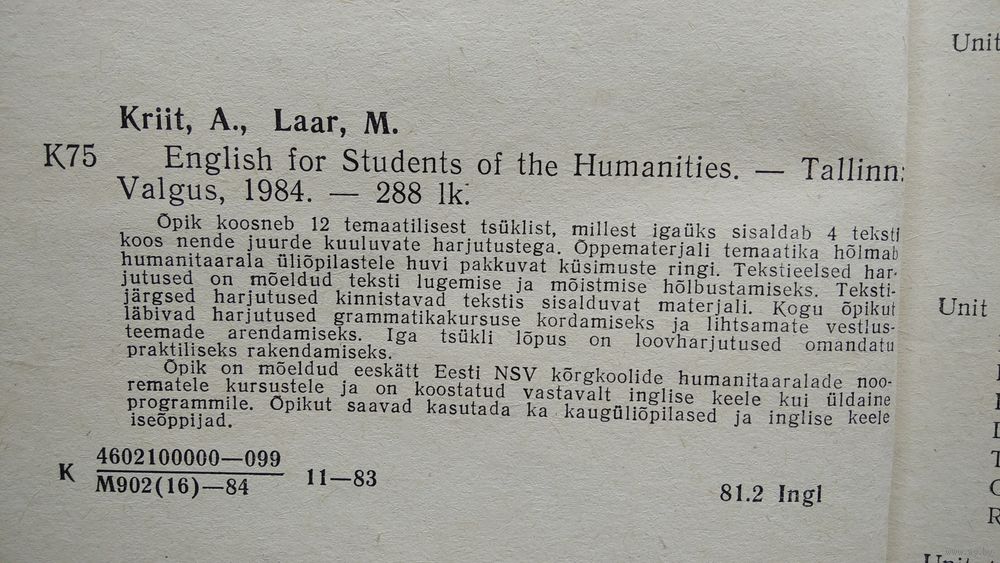 Kriit, A., Laar, M.
K75 English for Students of the Humanities. — Tallinn:
Valgus, 1984. — 288 lk.
Õpik koosneb 12 temaatilisest tsüklist, millest igaüks sisaldab 4 teksti
koos nende juurde kuuluvate harjutustega. Õppematerjali temaatika hõlmab
humanitaarala üliõpilastele huvi pakkuvat küsimuste ringi. Tekstieelsed har-
jutused on mõeldud teksti lugemise ja mõistmise hõlbustamiseks. Teksti-
järgsed harjutused kinnistavad tekstis sisalduvat materjali. Kogu õpikut
läbivad harjutused grammatikakursuse kordamiseks ja lihtsamate vestlus-
teemade arendamiseks. Iga tsükli lõpus on loovharjutused omandatu
praktiliseks rakendamiseks.
Õpik on mõeldud eeskätt Eesti NSV kõrgkoolide humanitaaralade noo-
rematele kursustele ja on koostatud vastavalt inglise keele kui üldaine
programmile. Õpikut saavad kasutada ka kaugüliõpilased ja inglise keele
iseõppijad.
K 4602100000—099
M902(16)—84 11—83
81.2 Ingl
Unit
Unit